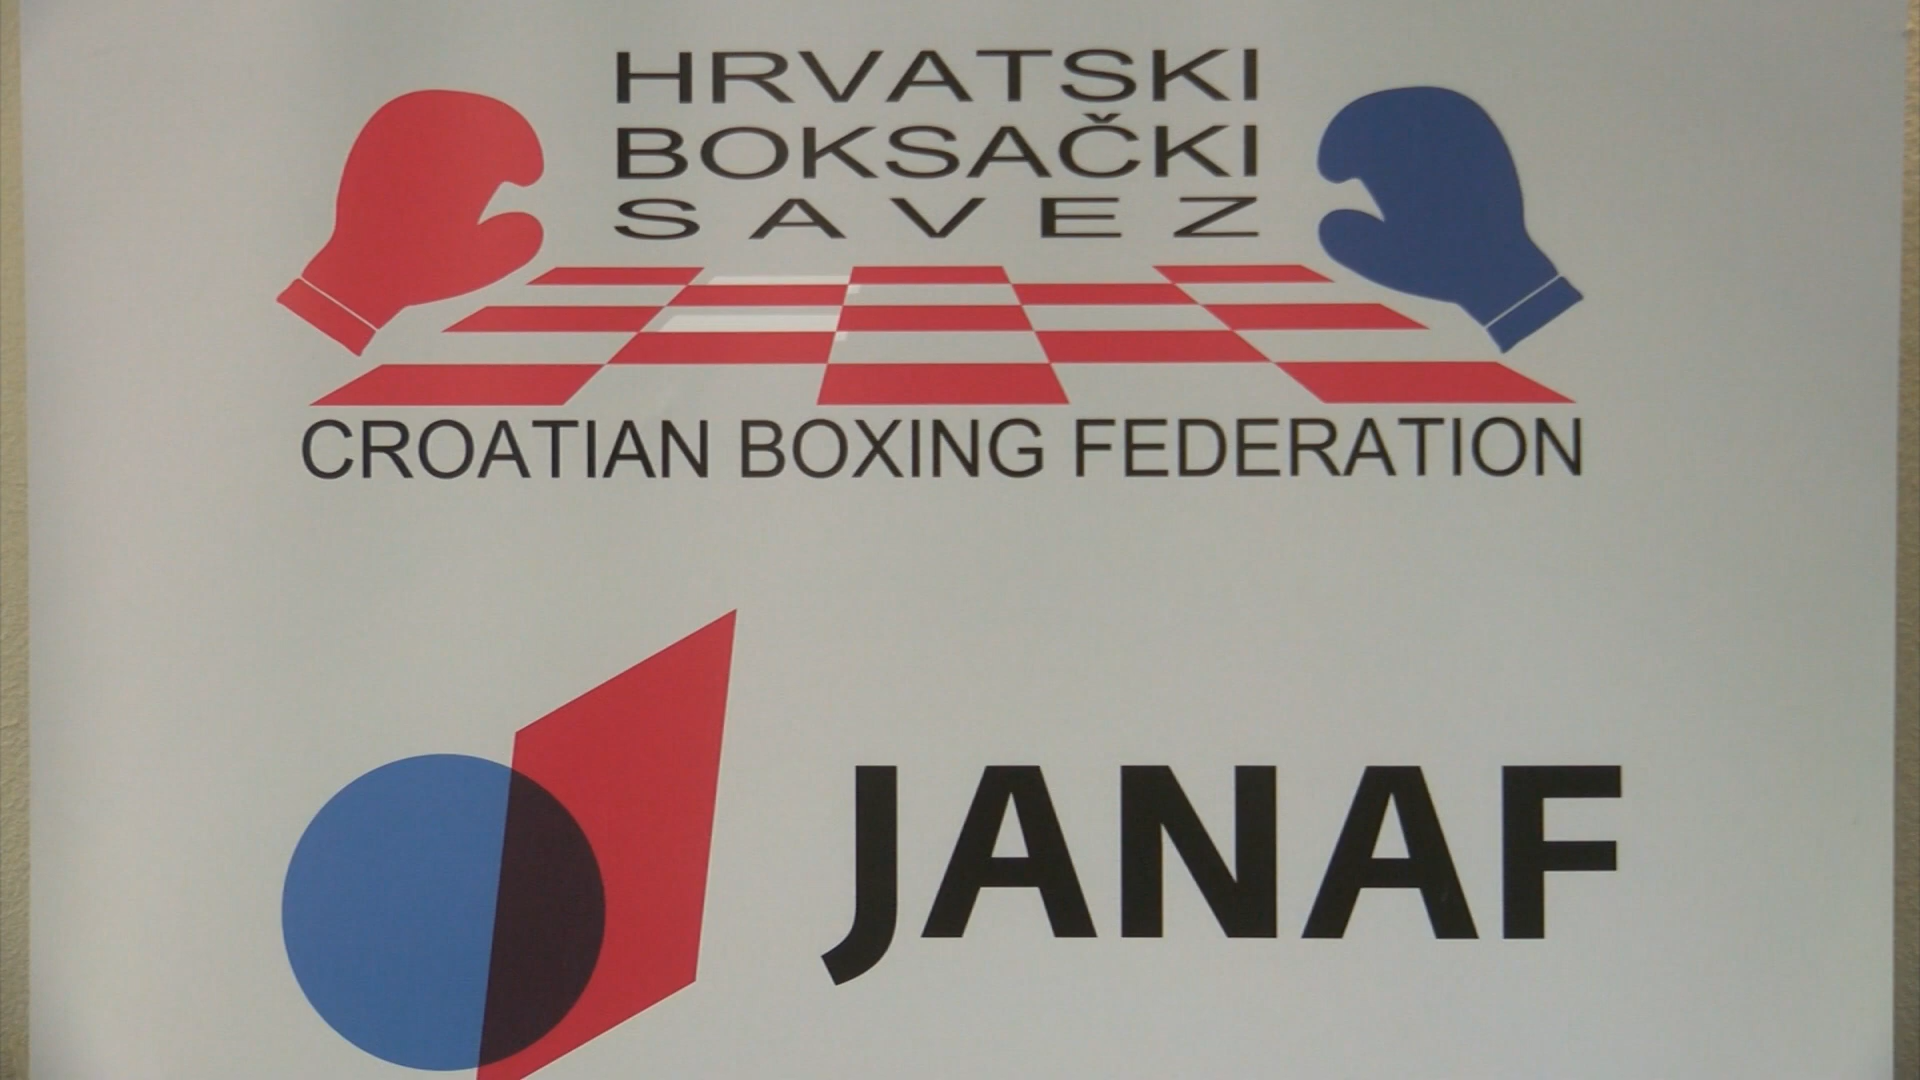 HRVATSKI
BOKSAČKI
SAVEZ
CROATIAN BOXING FEDERATION
JANAF